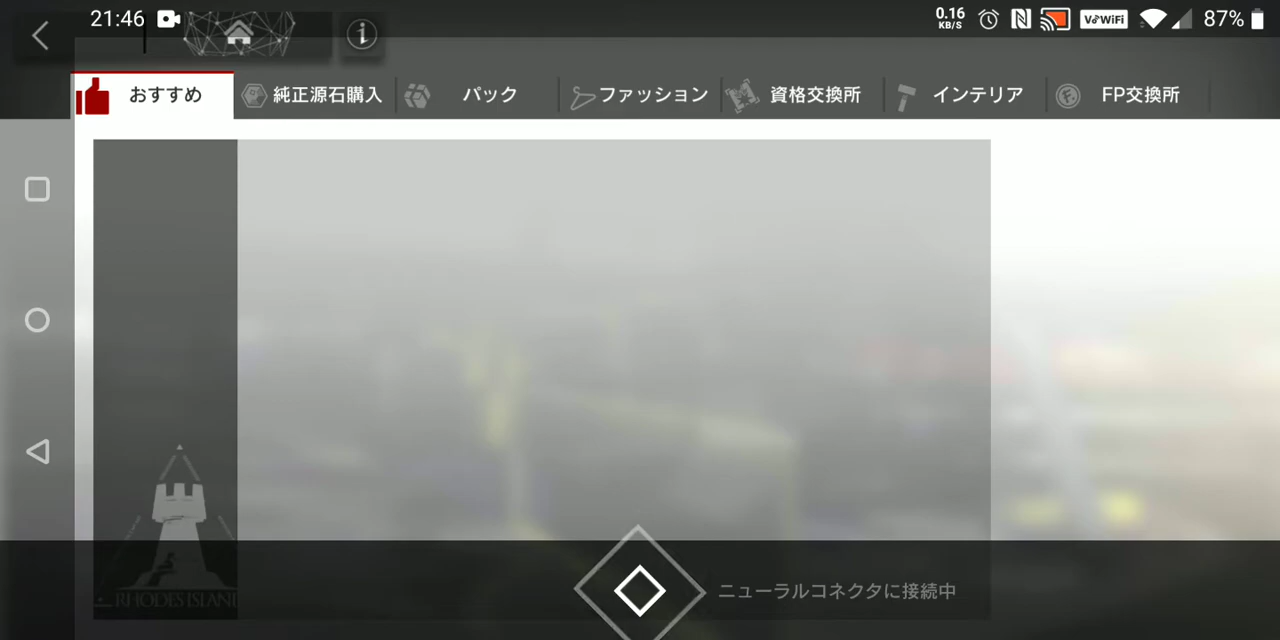 21:46
0.16
KB/S
VoWiFi
87%
おすすめ
純正源石購入
パック
ファッション
資格交換所
インテリア
FP交換所
RHODES ISLAND
ニューラルコネクタに接続中